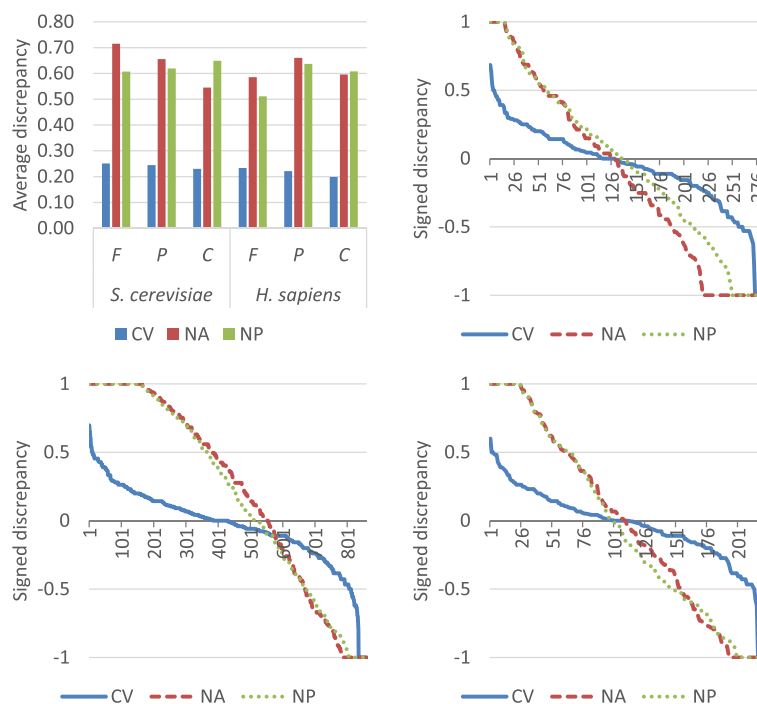 Average discrepancy
0.80
0.70
0.60
0.50
0.40
0.30
0.20
0.10
0.00
F P C F P C
S. cerevisiae H. sapiens
CV NA NP
Signed discrepancy
1
0.5
0
-0.5
-1
1 26 51 76 101 126 151 176 201 226 251 276
CV NA NP
Signed discrepancy
1
0.5
0
-0.5
-1
1 101 201 301 401 501 601 701 801
CV NA NP
Signed discrepancy
1
0.5
0
-0.5
-1
1 26 51 76 101 126 151 176 201
CV NA NP